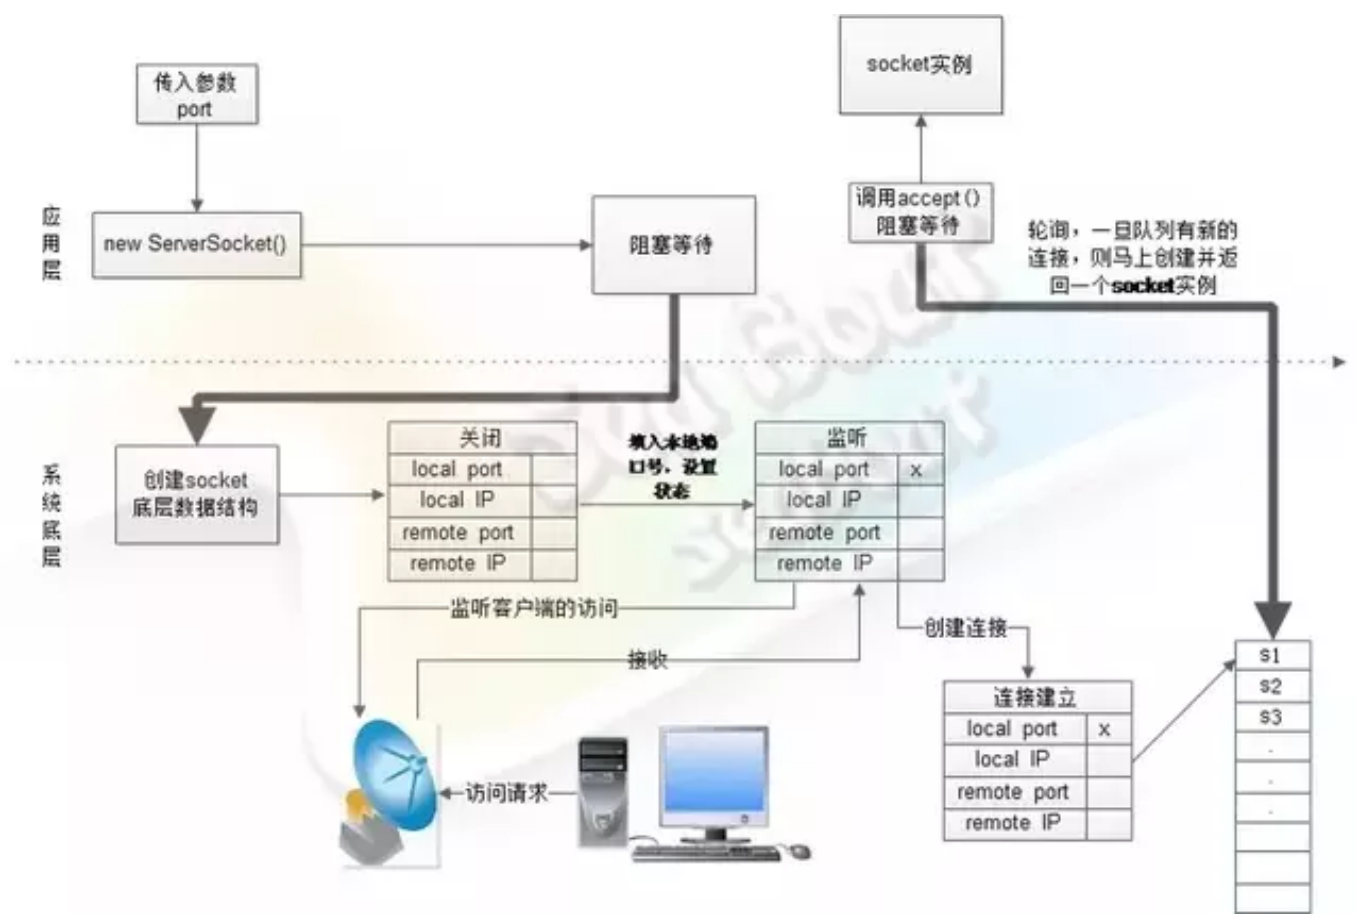 socket实例
传入参数
port
应
用
层
new ServerSocket()
阻塞等待
调用accept()
阻塞等待
轮询，一旦队列有新的
连接，则马上创建并返
回一个socket实例
系
统
底
层
创建socket
底层数据结构
关闭
local port
local IP
remote port
remote IP
填入本地端
口号，设置
状态
监听
local port x
local IP
remote port
remote IP
监听客户端的访问
接收
创建连接
访问请求
连接建立
local port x
local IP
remote port
remote IP
s1
s2
s3
.
.
.